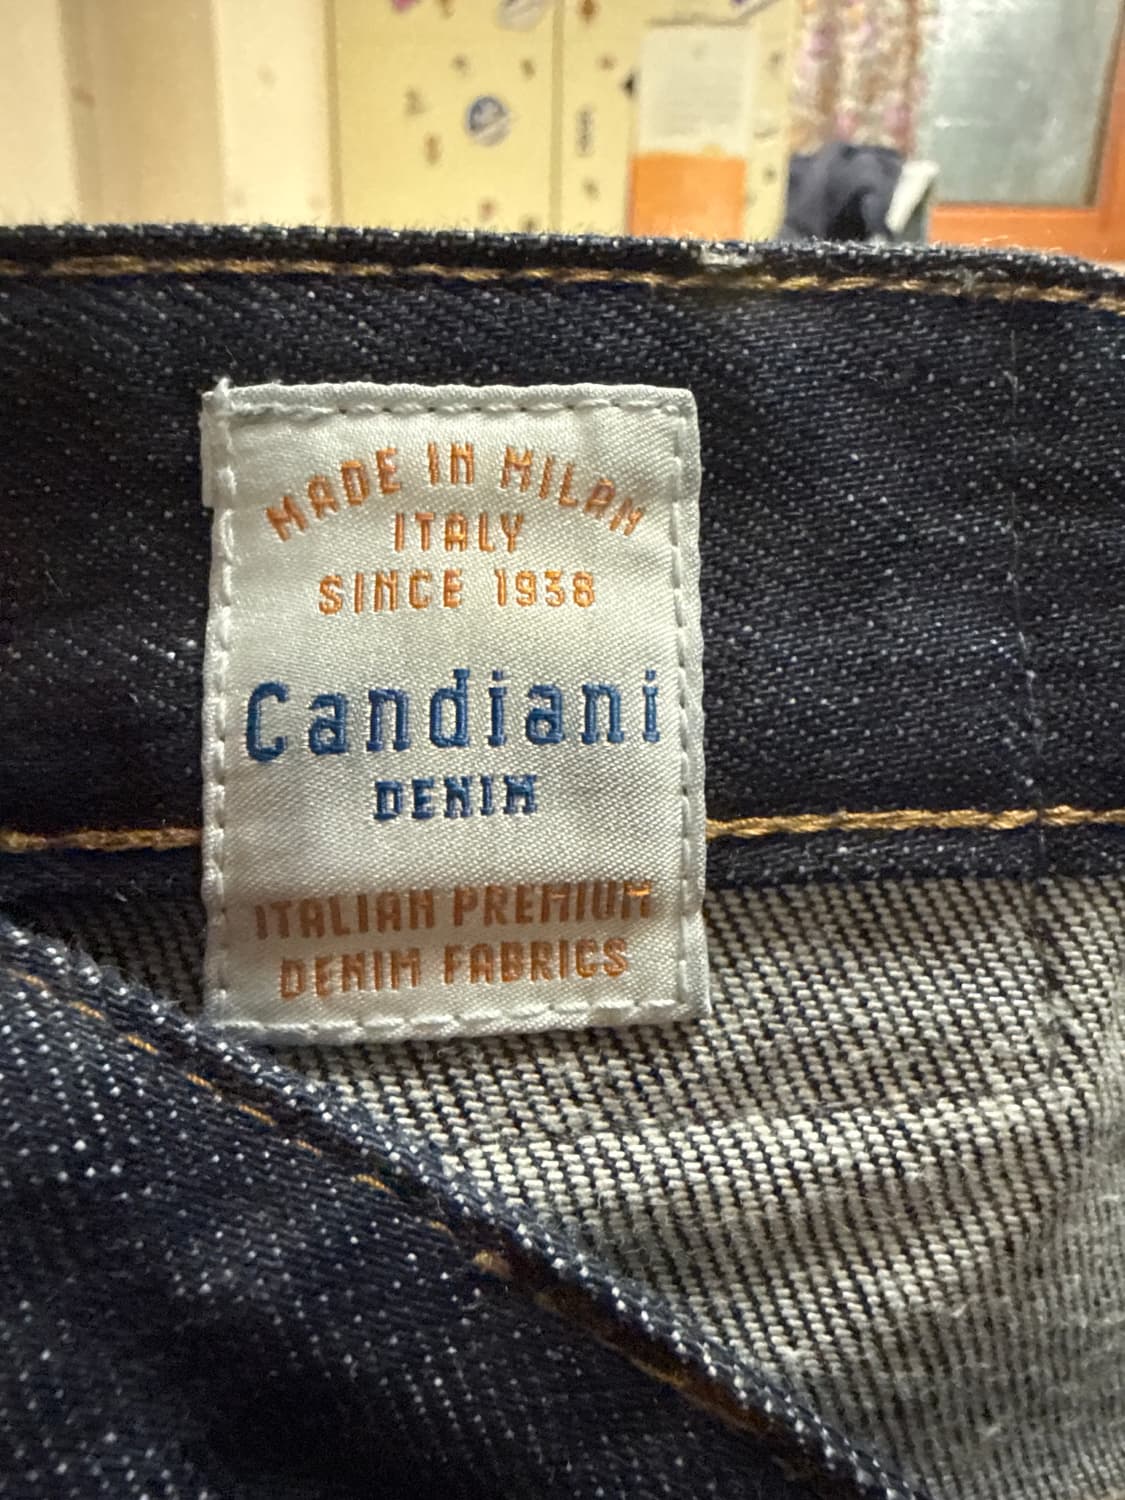 MADE IN MILAN
ITALY
SINCE 1938
Candiani
DENIM
ITALIAN PREMIUM
DENIM FABRICS